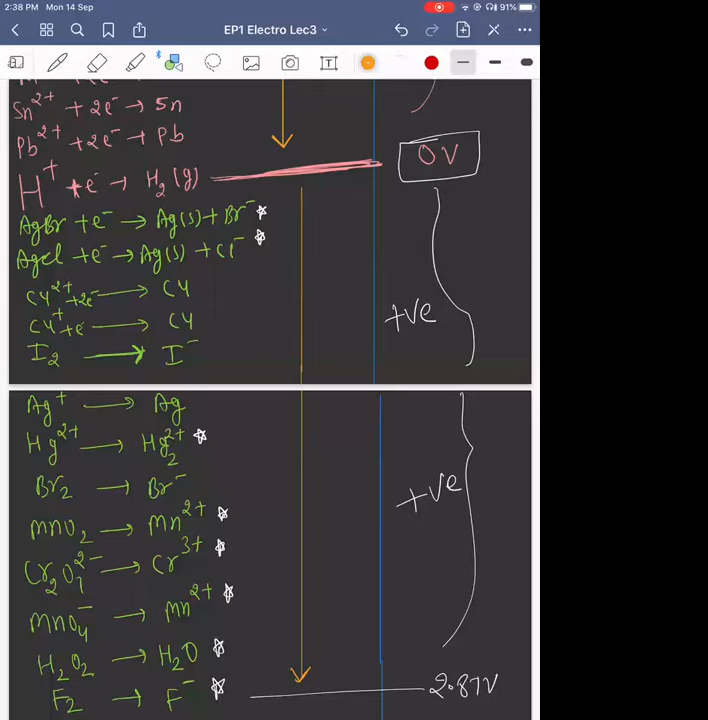 2:38 PM Mon 14 Sep 91%
EP1 Electro Lec3
T
Sn²⁺ + 2e⁻ → Sn
Pb²⁺ + 2e⁻ → Pb
H⁺ + e⁻ → H₂(g)
0 V
AgBr + e⁻ → Ag(s) + Br⁻ ☆
AgCl + e⁻ → Ag(s) + Cl⁻ ☆
Cu²⁺ + 2e⁻ → Cu
Cu⁺ + e → Cu
+ve
I₂ → I⁻
Ag⁺ → Ag
Hg²⁺ → Hg₂²⁺ ☆
Br₂ → Br⁻
+ve
MnO₂ → Mn²⁺ ☆
Cr₂O₇²⁻ → Cr³⁺ ☆
MnO₄⁻ → Mn²⁺ ☆
H₂O₂ → H₂O ☆
F₂ → F⁻ ☆
2.87V